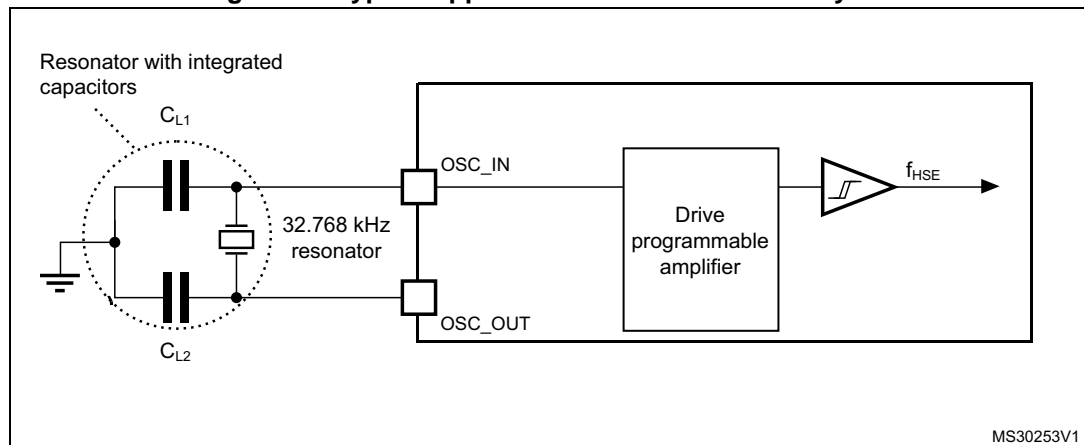 Resonator with integrated
capacitors
C_L1
OSC_IN
32.768 kHz
resonator
Drive
programmable
amplifier
f_HSE
OSC_OUT
C_L2
MS30253V1